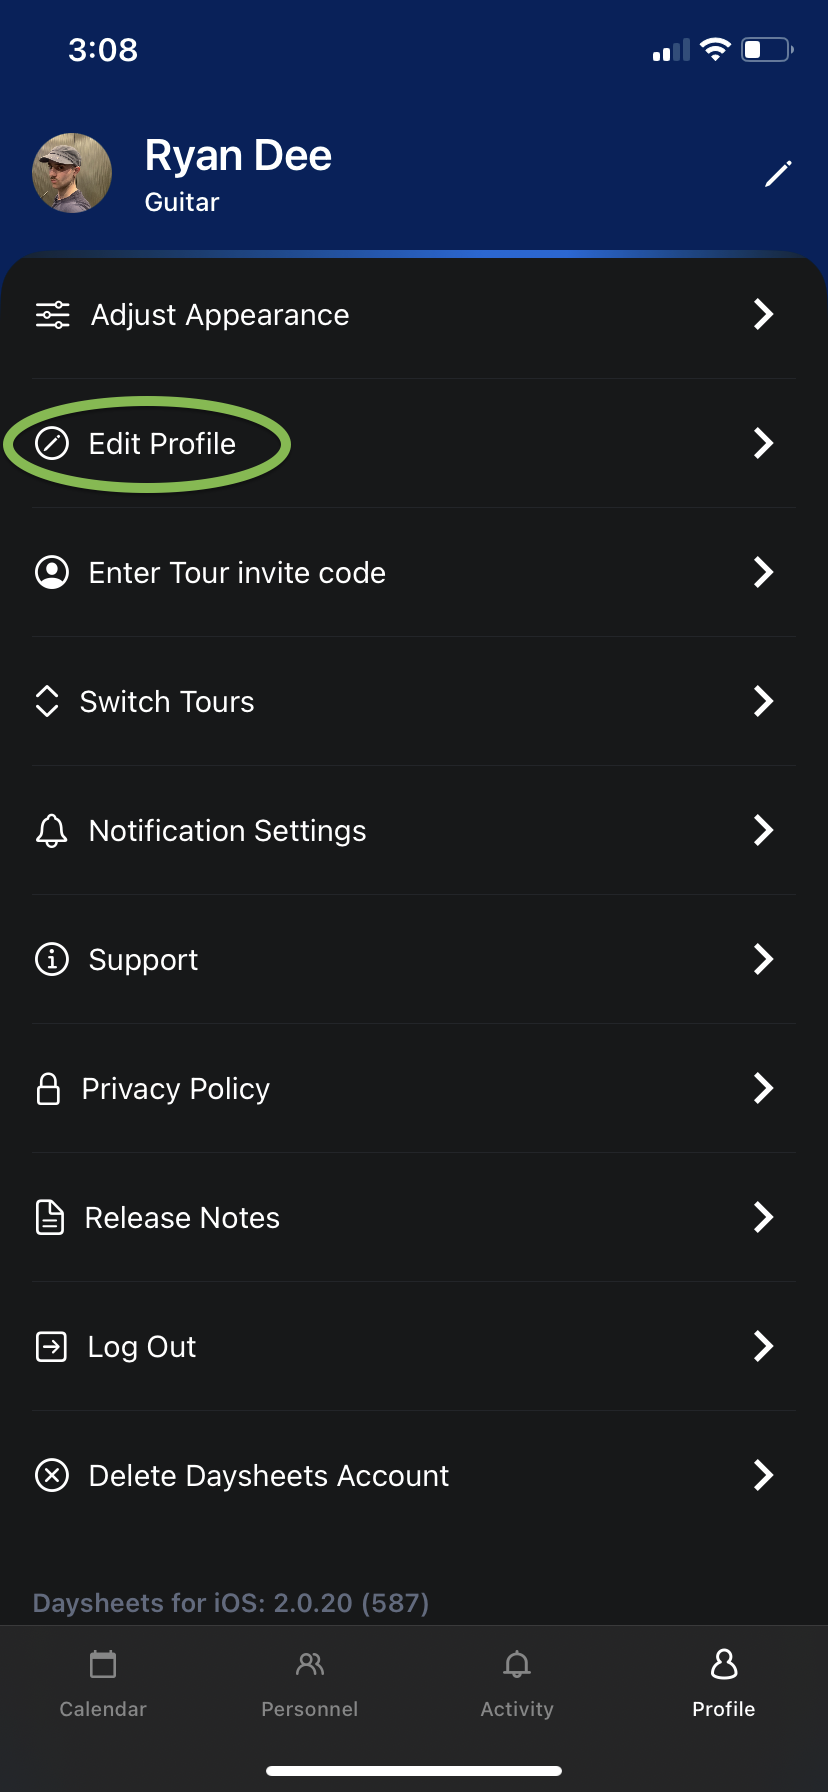 3:08
Ryan Dee
Guitar
Adjust Appearance
Edit Profile
Enter Tour invite code
Switch Tours
Notification Settings
Support
Privacy Policy
Release Notes
Log Out
Delete Daysheets Account
Daysheets for iOS: 2.0.20 (587)
Calendar
Personnel
Activity
Profile